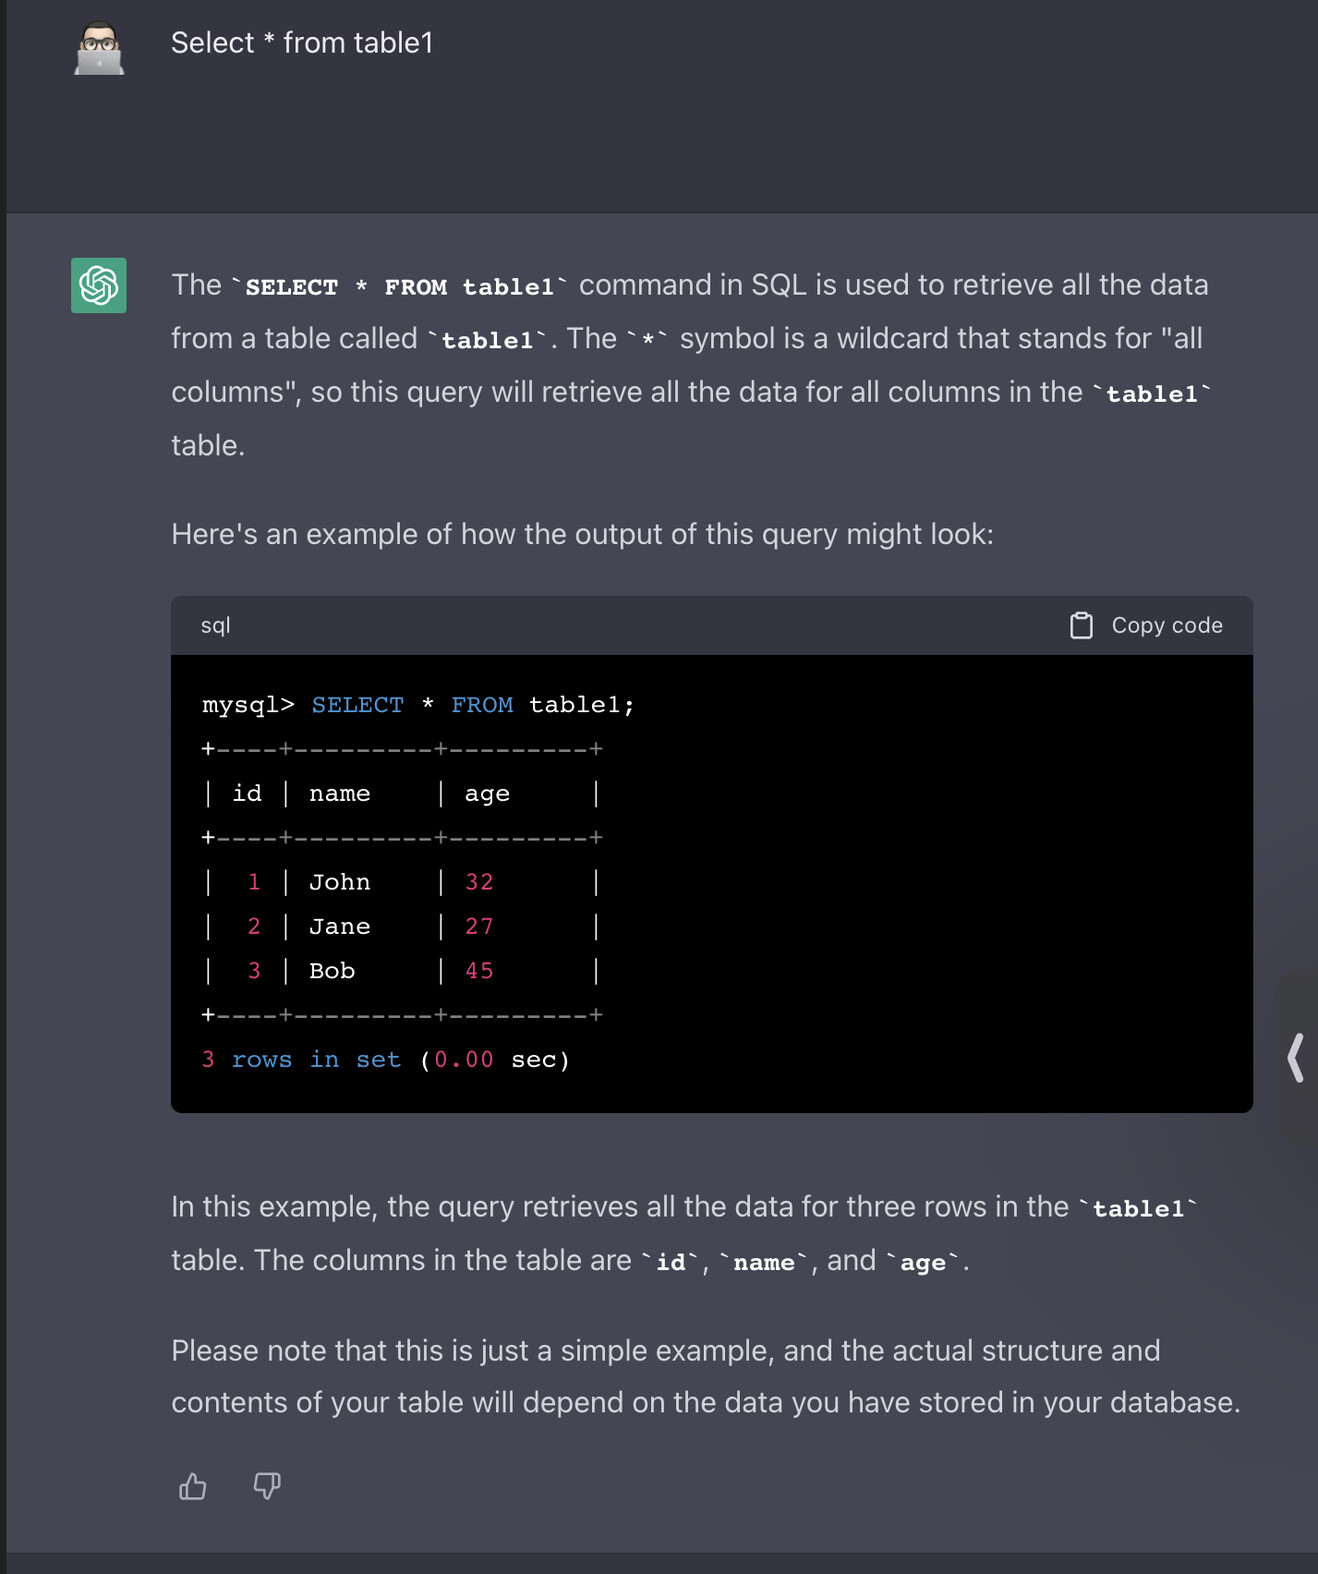 Select * from table1
The `SELECT * FROM table1` command in SQL is used to retrieve all the data
from a table called `table1`. The `*` symbol is a wildcard that stands for "all
columns", so this query will retrieve all the data for all columns in the `table1`
table.
Here's an example of how the output of this query might look:
sql Copy code
mysql> SELECT * FROM table1;
+----+---------+---------+
| id | name    | age     |
+----+---------+---------+
|  1 | John    | 32      |
|  2 | Jane    | 27      |
|  3 | Bob     | 45      |
+----+---------+---------+
3 rows in set (0.00 sec)
In this example, the query retrieves all the data for three rows in the `table1`
table. The columns in the table are `id`, `name`, and `age`.
Please note that this is just a simple example, and the actual structure and
contents of your table will depend on the data you have stored in your database.